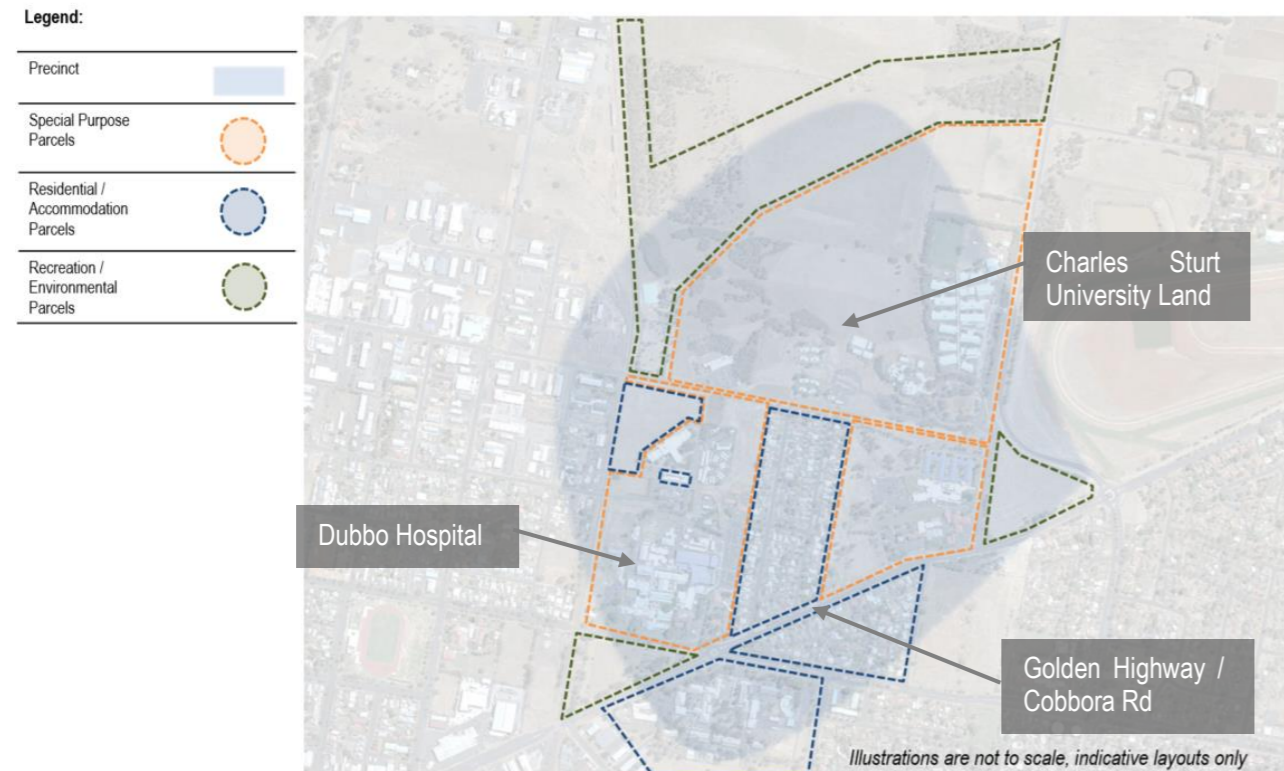 Legend:
Precinct
Special Purpose
Parcels
Residential /
Accommodation
Parcels
Recreation /
Environmental
Parcels
Charles Sturt
University Land
Dubbo Hospital
Golden Highway /
Cobbora Rd
Illustrations are not to scale, indicative layouts only